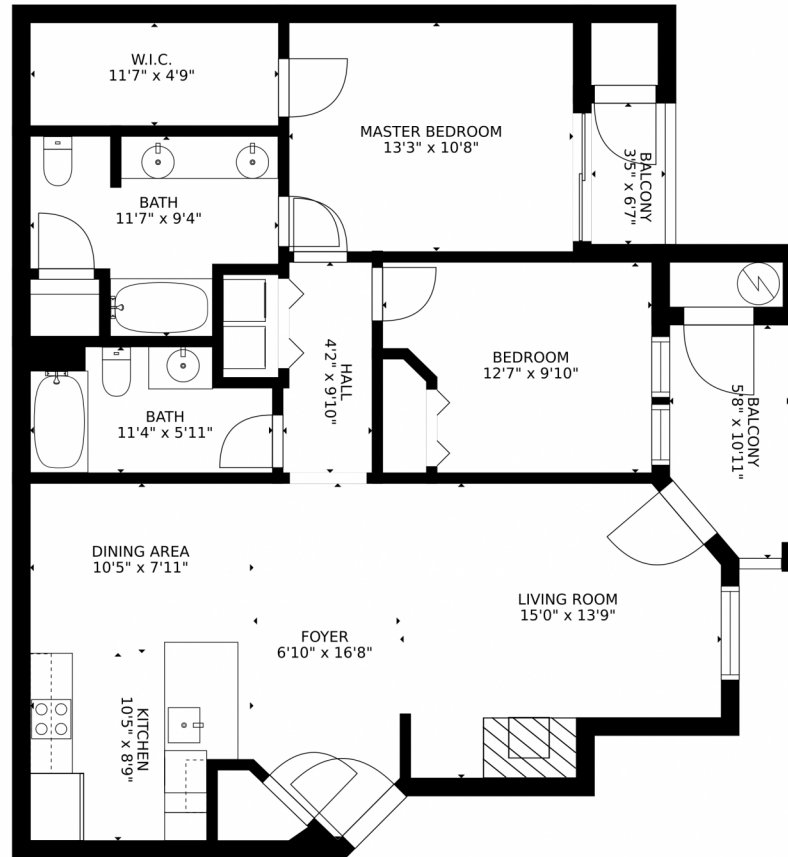 W.I.C.
11'7" x 4'9"
MASTER BEDROOM
13'3" x 10'8"
BALCONY
3'5" x 6'7"
BATH
11'7" x 9'4"
HALL
4'2" x 9'10"
BEDROOM
12'7" x 9'10"
BALCONY
5'8" x 10'11"
BATH
11'4" x 5'11"
DINING AREA
10'5" x 7'11"
FOYER
6'10" x 16'8"
LIVING ROOM
15'0" x 13'9"
KITCHEN
10'5" x 8'9"